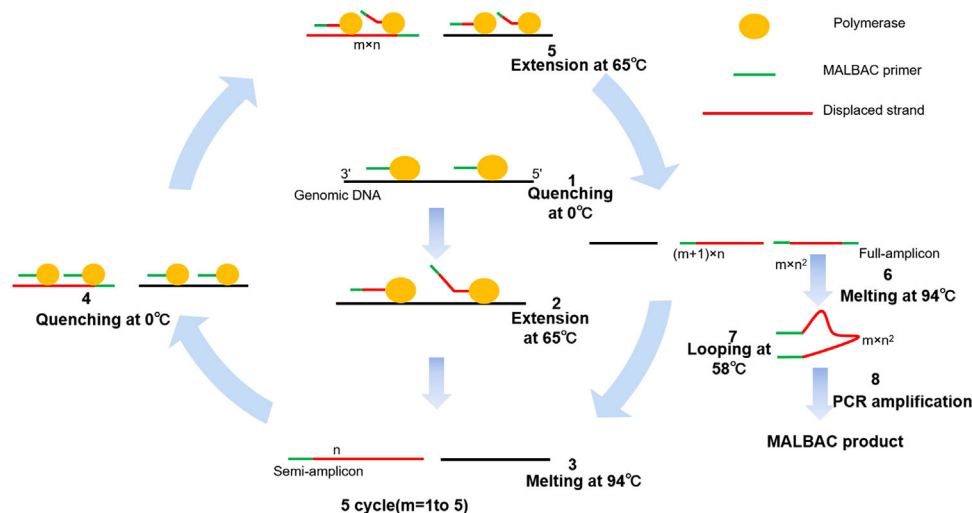 Polymerase
MALBAC primer
Displaced strand
m×n
5
Extension at 65℃
3'
5'
Genomic DNA
1
Quenching
at 0℃
2
Extension
at 65℃
4
Quenching at 0℃
n
Semi-amplicon
3
Melting at 94℃
5 cycle(m=1to 5)
(m+1)×n
m×n²
Full-amplicon
6
Melting at 94℃
7
Looping at
58℃
m×n²
8
PCR amplification
MALBAC product